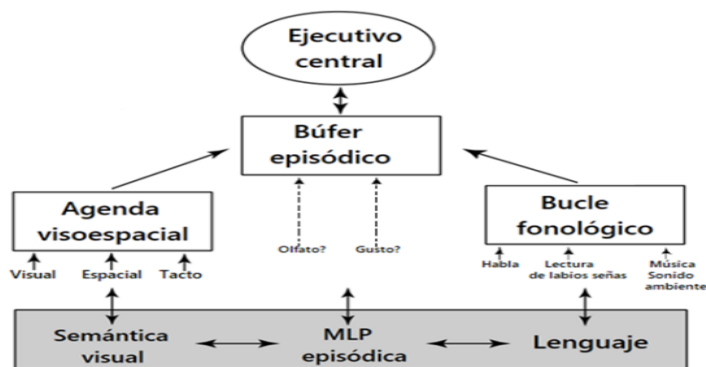 Ejecutivo
central
Búfer
episódico
Agenda
visoespacial
Bucle
fonológico
Olfato?
Gusto?
Visual
Espacial
Tacto
Habla
Lectura
de labios señas
Música
Sonido
ambiente
Semántica
visual
MLP
episódica
Lenguaje